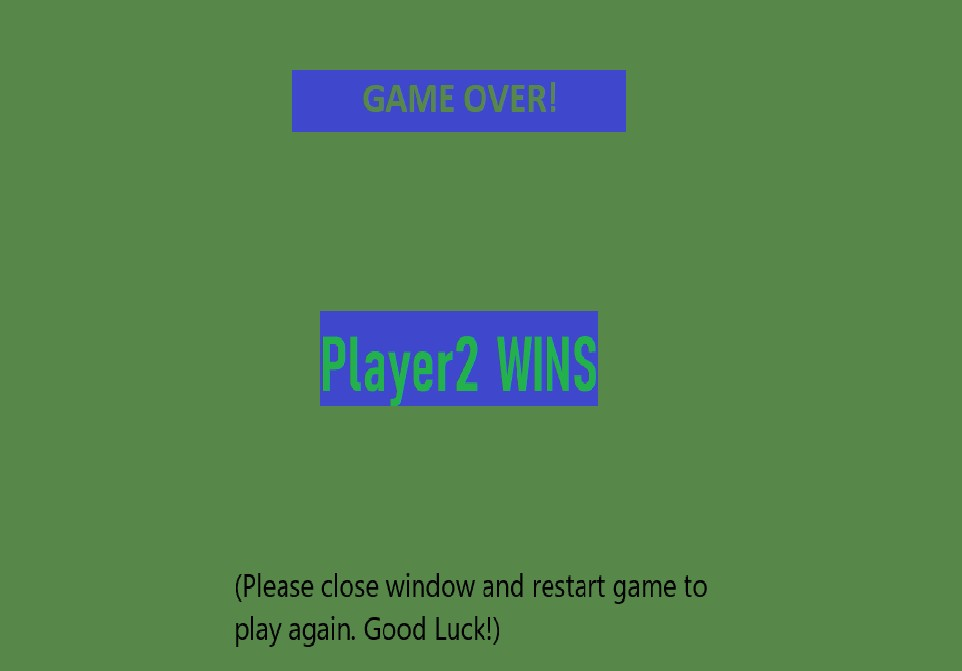 GAME OVER!
Player2 WINS
(Please close window and restart game to
play again. Good Luck!)